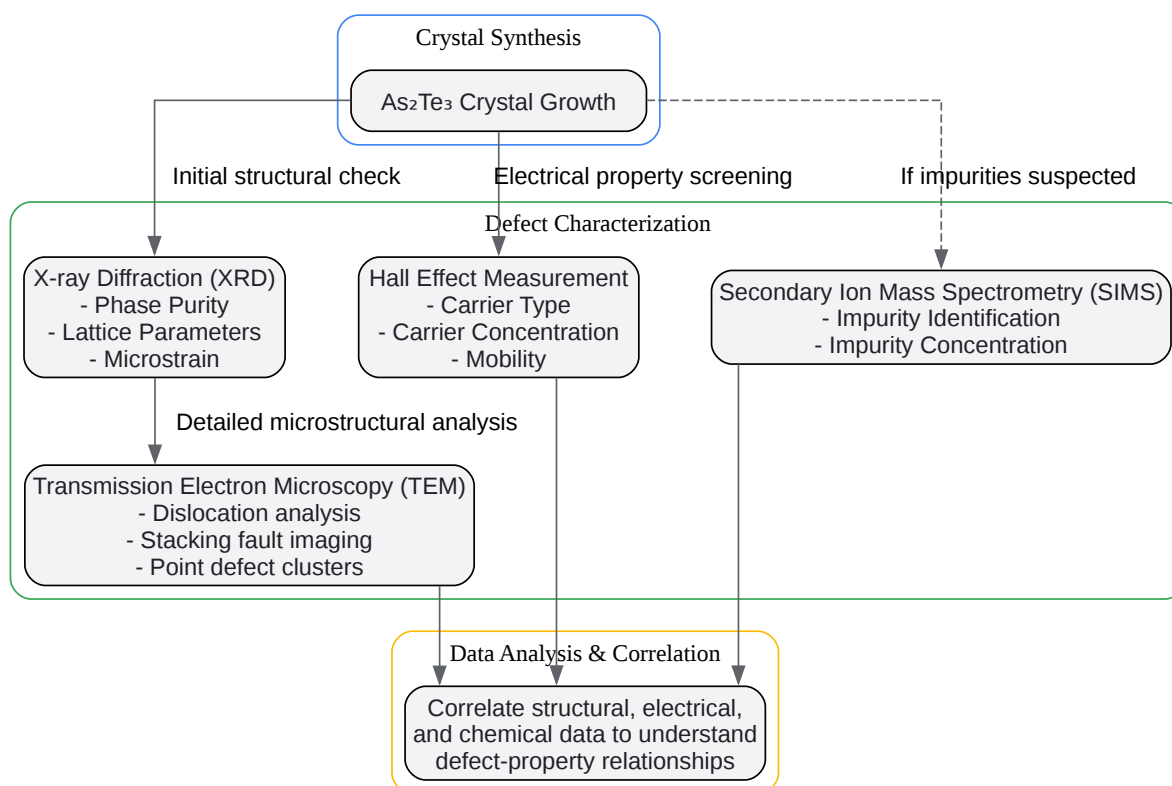 Crystal Synthesis
As₂Te₃ Crystal Growth
Initial structural check
Electrical property screening
If impurities suspected
Defect Characterization
X-ray Diffraction (XRD)
- Phase Purity
- Lattice Parameters
- Microstrain
Hall Effect Measurement
- Carrier Type
- Carrier Concentration
- Mobility
Secondary Ion Mass Spectrometry (SIMS)
- Impurity Identification
- Impurity Concentration
Detailed microstructural analysis
Transmission Electron Microscopy (TEM)
- Dislocation analysis
- Stacking fault imaging
- Point defect clusters
Data Analysis & Correlation
Correlate structural, electrical,
and chemical data to understand
defect-property relationships